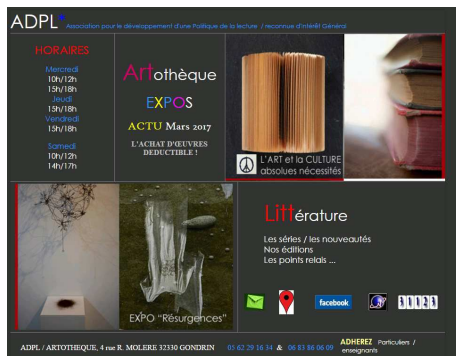 ADPL* Association pour le développement d'une Politique de la lecture / reconnue d'Intérêt Général
HORAIRES
Mercredi
10h/12h
15h/18h
Jeudi
15h/18h
Vendredi
15h/18h
Samedi
10h/12h
14h/17h
Artothèque
EXPOS
ACTU Mars 2017
L'ACHAT D'ŒUVRES
DEDUCTIBLE !
L'ART et la CULTURE
absolues nécessités
EXPO "Résurgences"
Littérature
Les séries / les nouveautés
Nos éditions
Les points relais ...
facebook
ADPL / ARTOTHEQUE, 4 rue R. MOLERE 32330 GONDRIN 05 62 29 16 34 & 06 83 86 06 09 ADHEREZ Particuliers /
enseignants